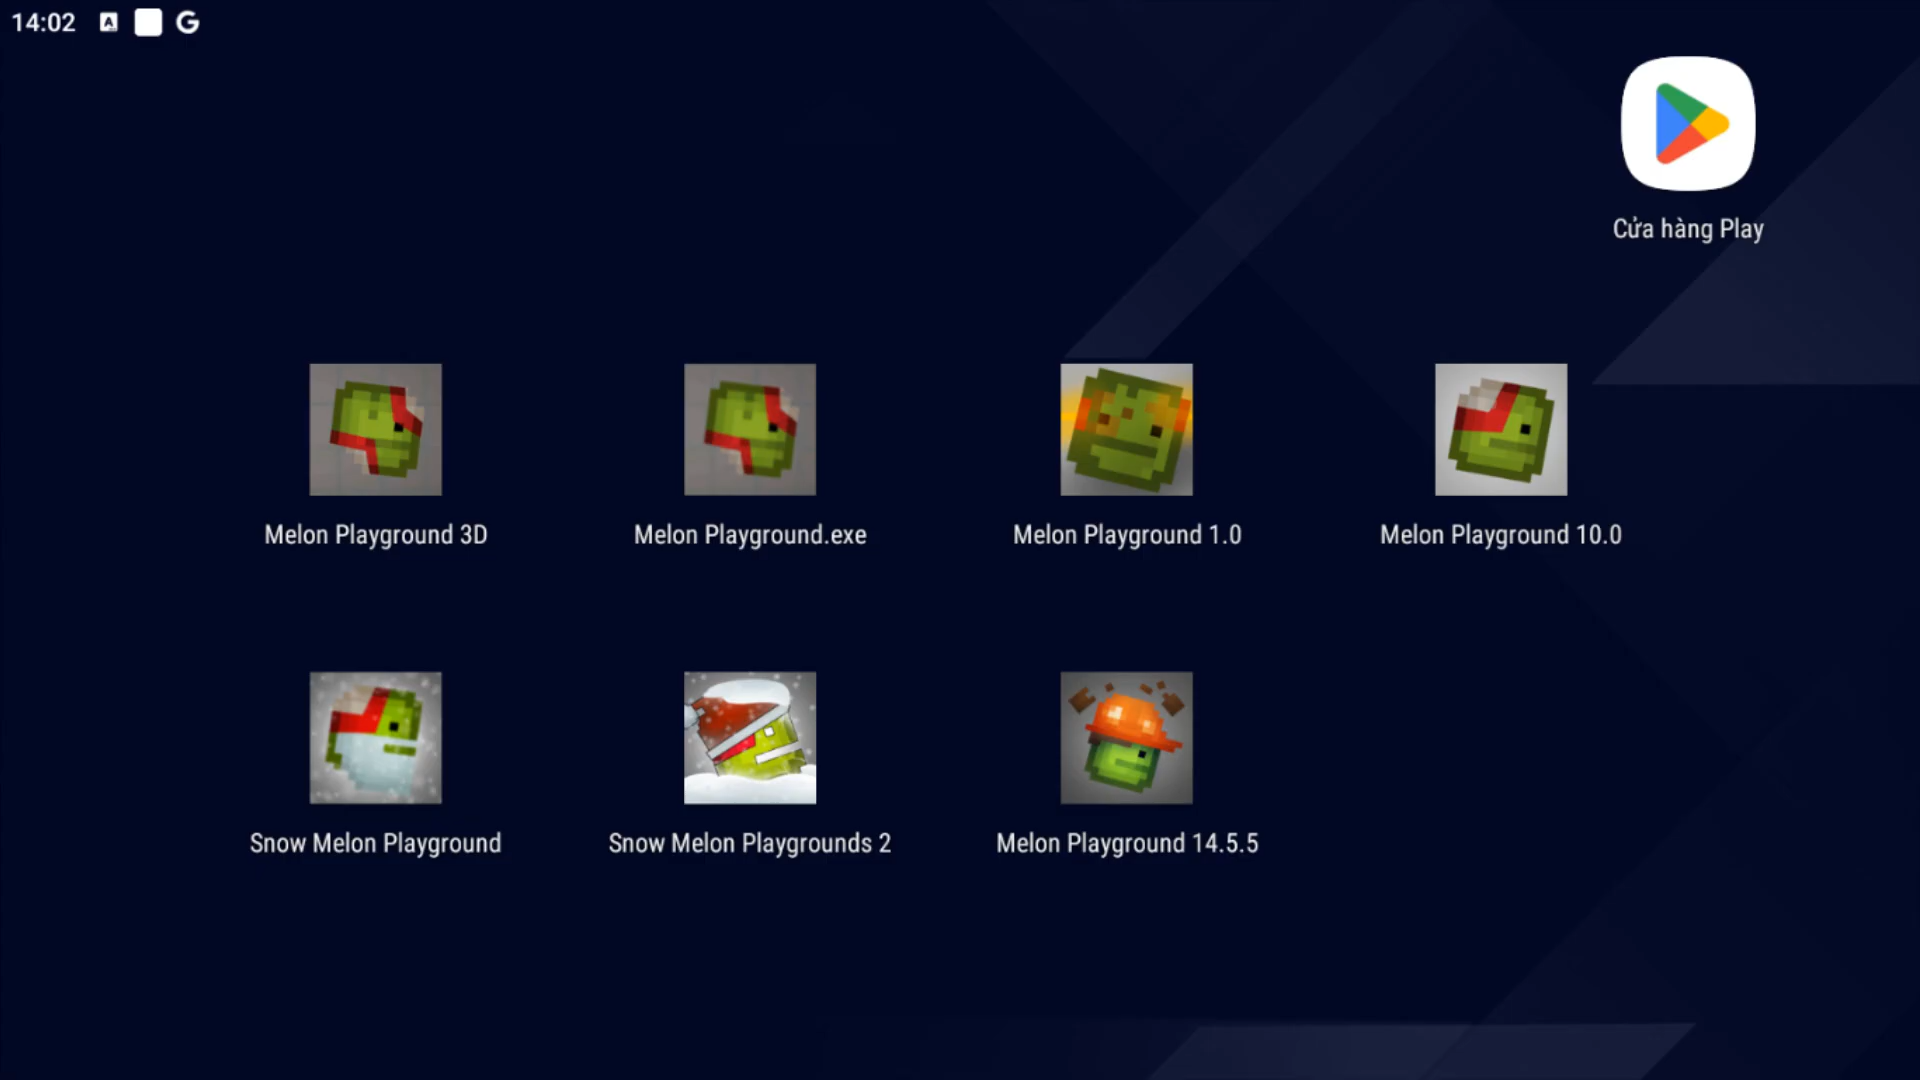 14:02
Cửa hàng Play
Melon Playground 3D
Melon Playground.exe
Melon Playground 1.0
Melon Playground 10.0
Snow Melon Playground
Snow Melon Playgrounds 2
Melon Playground 14.5.5